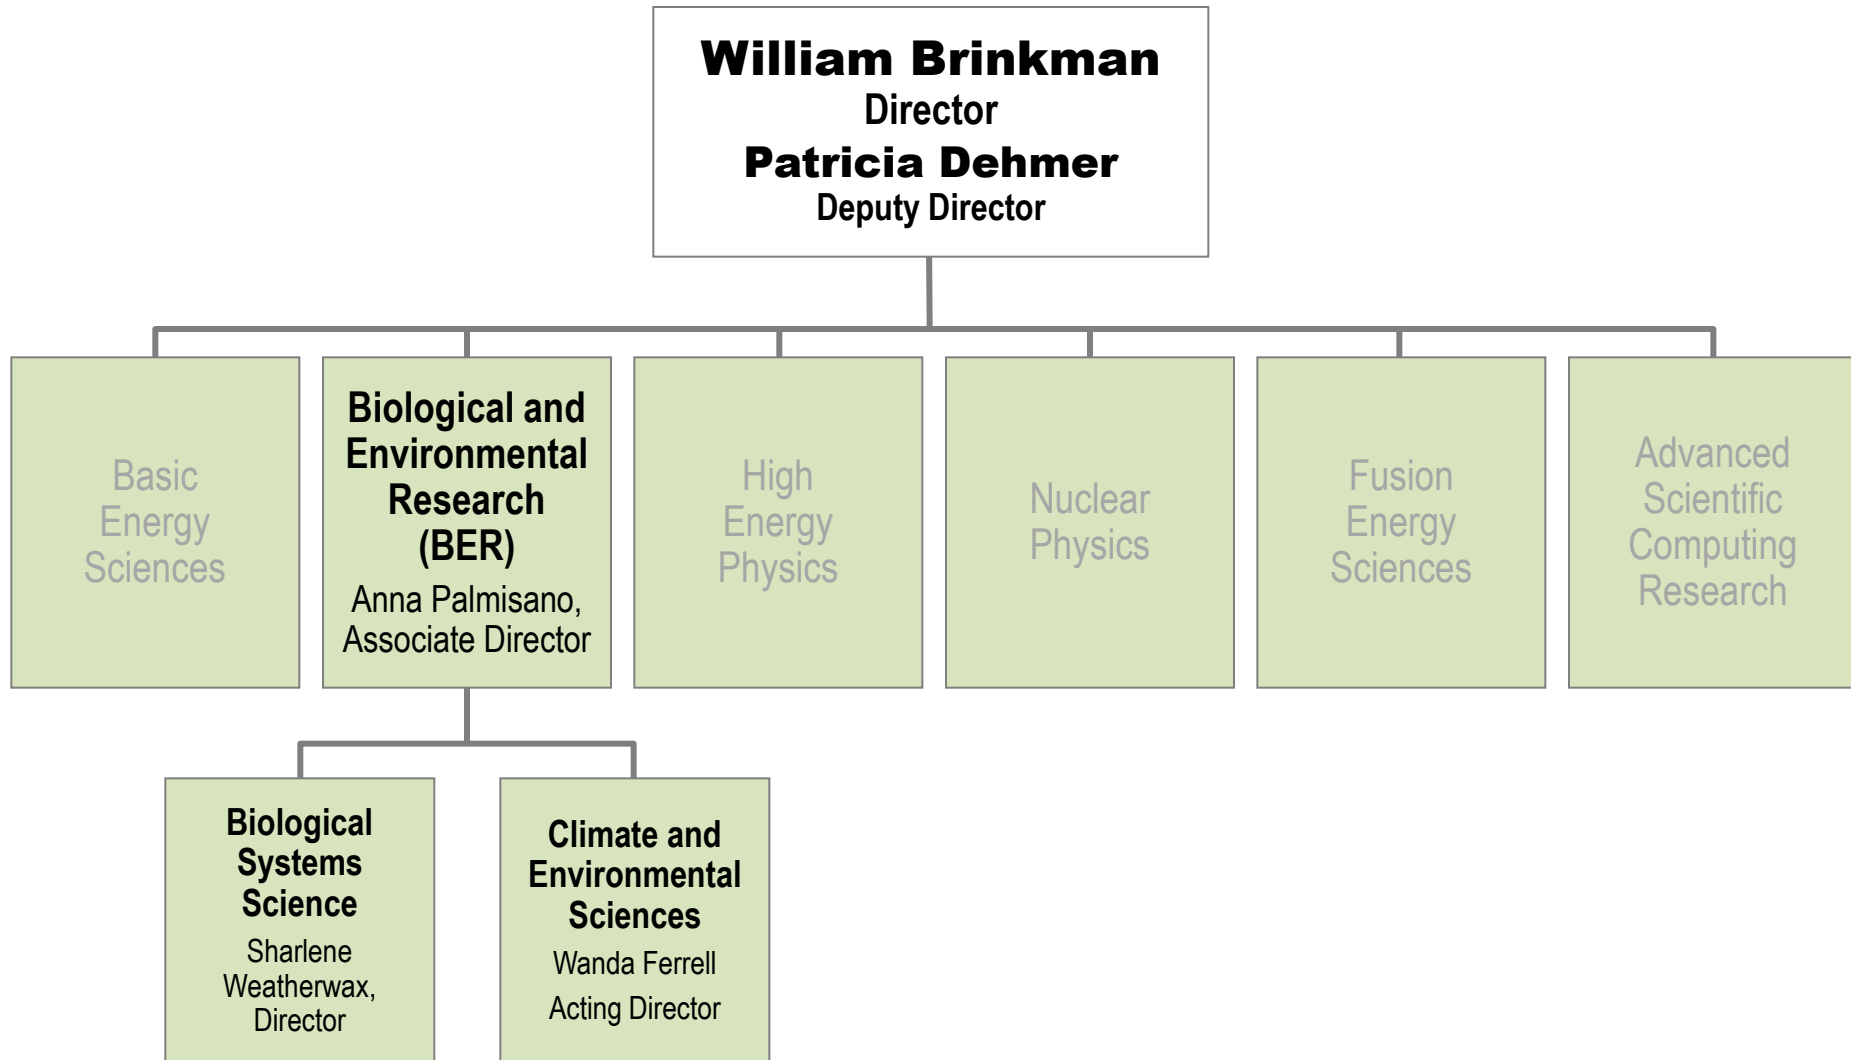 William Brinkman
Director
Patricia Dehmer
Deputy Director
Basic
Energy
Sciences
Biological and
Environmental
Research
(BER)
Anna Palmisano,
Associate Director
High
Energy
Physics
Nuclear
Physics
Fusion
Energy
Sciences
Advanced
Scientific
Computing
Research
Biological
Systems
Science
Sharlene
Weatherwax,
Director
Climate and
Environmental
Sciences
Wanda Ferrell
Acting Director